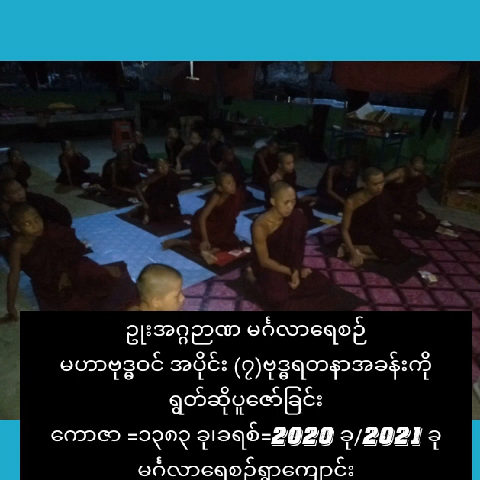 ဥုးအဂ္ဂဉာဏ မင်္ဂလာရေစဉ်
မဟာဗုဒ္ဓဝင် အပိုင်း (၇)ဗုဒ္ဓရတနာအခန်းကို
ရွတ်ဆိုပူဇော်ခြင်း
ကောဇာ =၁၃၈၃ ခု၊ခရစ်=2020 ခု/2021 ခု
မင်္ဂလာရေစဉ်ရွာကျောင်း